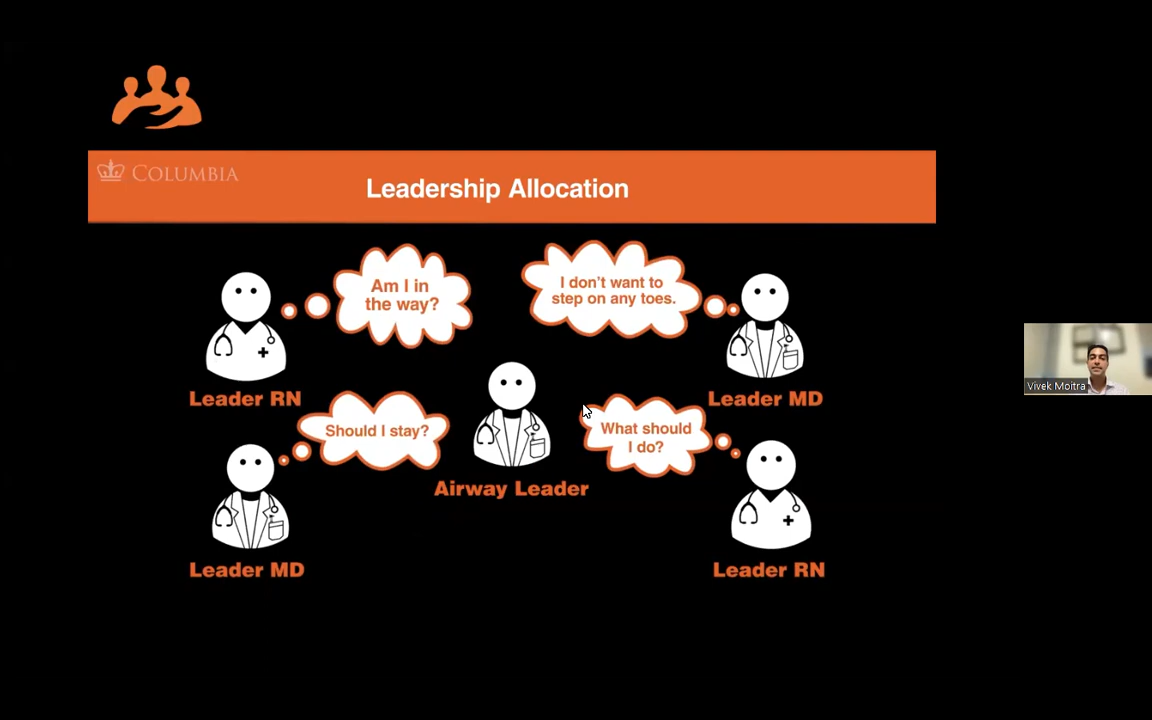 COLUMBIA
Leadership Allocation
Am I in
the way?
I don't want to
step on any toes.
Leader RN
Leader MD
Should I stay?
What should
I do?
Airway Leader
Leader MD
Leader RN
Vivek Moitra